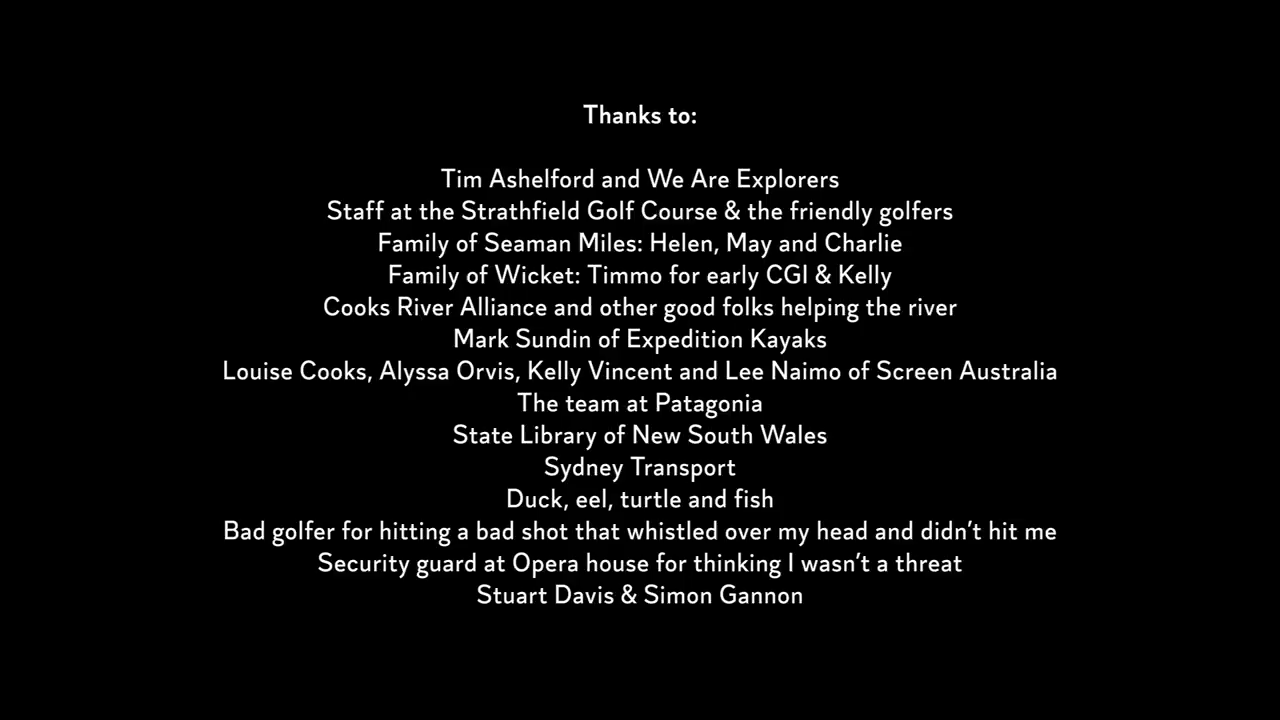 Thanks to:
Tim Ashelford and We Are Explorers
Staff at the Strathfield Golf Course & the friendly golfers
Family of Seaman Miles: Helen, May and Charlie
Family of Wicket: Timmo for early CGI & Kelly
Cooks River Alliance and other good folks helping the river
Mark Sundin of Expedition Kayaks
Louise Cooks, Alyssa Orvis, Kelly Vincent and Lee Naimo of Screen Australia
The team at Patagonia
State Library of New South Wales
Sydney Transport
Duck, eel, turtle and fish
Bad golfer for hitting a bad shot that whistled over my head and didn’t hit me
Security guard at Opera house for thinking I wasn’t a threat
Stuart Davis & Simon Gannon